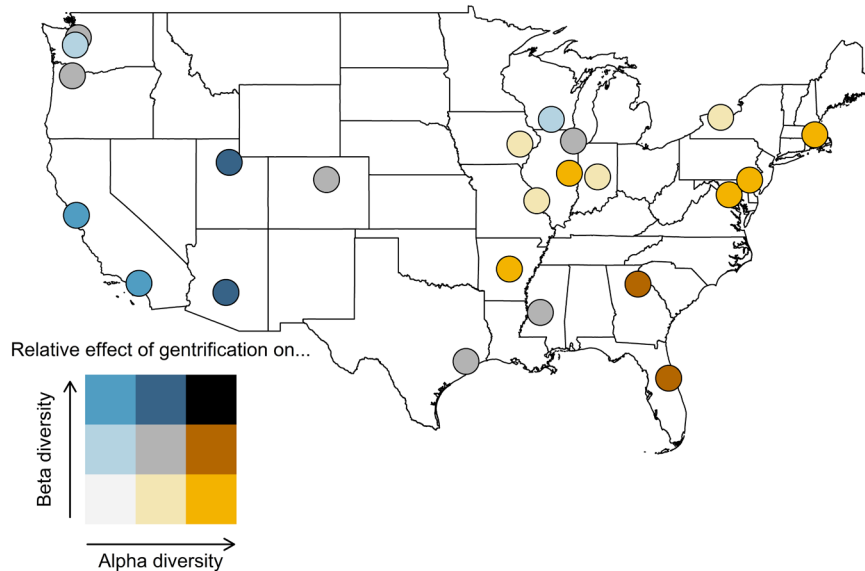 Relative effect of gentrification on...
Beta diversity
Alpha diversity